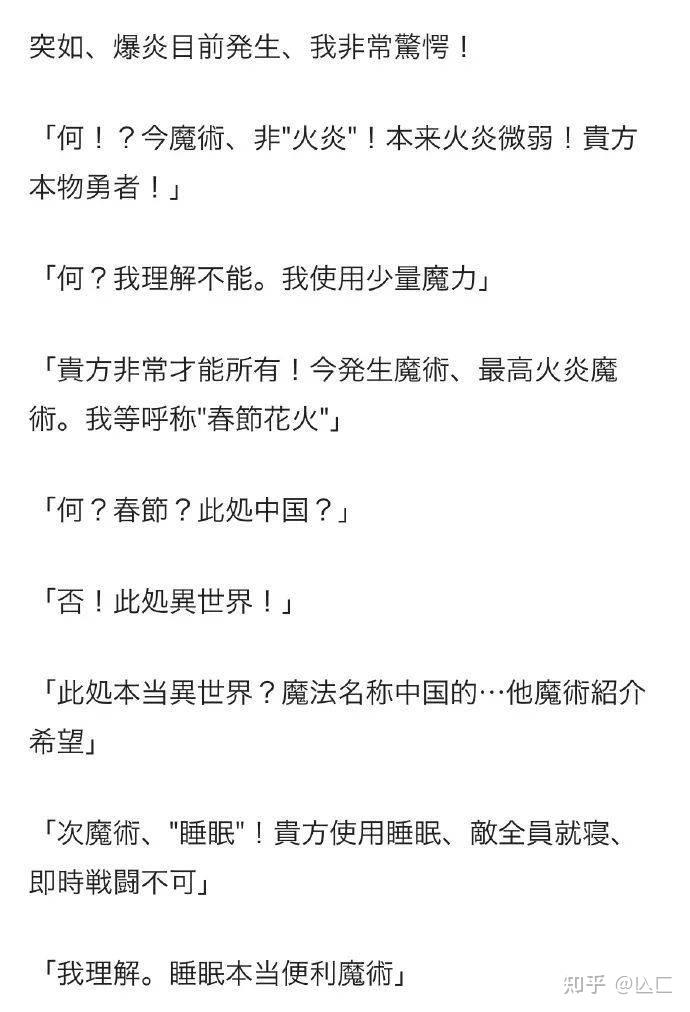 突如、爆炎目前発生、我非常驚愕！
「何！？今魔術、非"火炎"！本来火炎微弱！貴方
本物勇者！」
「何？我理解不能。我使用少量魔力」
「貴方非常才能所有！今発生魔術、最高火炎魔
術。我等呼称"春節花火"」
「何？春節？此処中国？」
「否！此処異世界！」
「此処本当異世界？魔法名称中国的…他魔術紹介
希望」
「次魔術、"睡眠"！貴方使用睡眠、敵全員就寝、
即時戦闘不可」
「我理解。睡眠本当便利魔術」
知乎 @亾匚